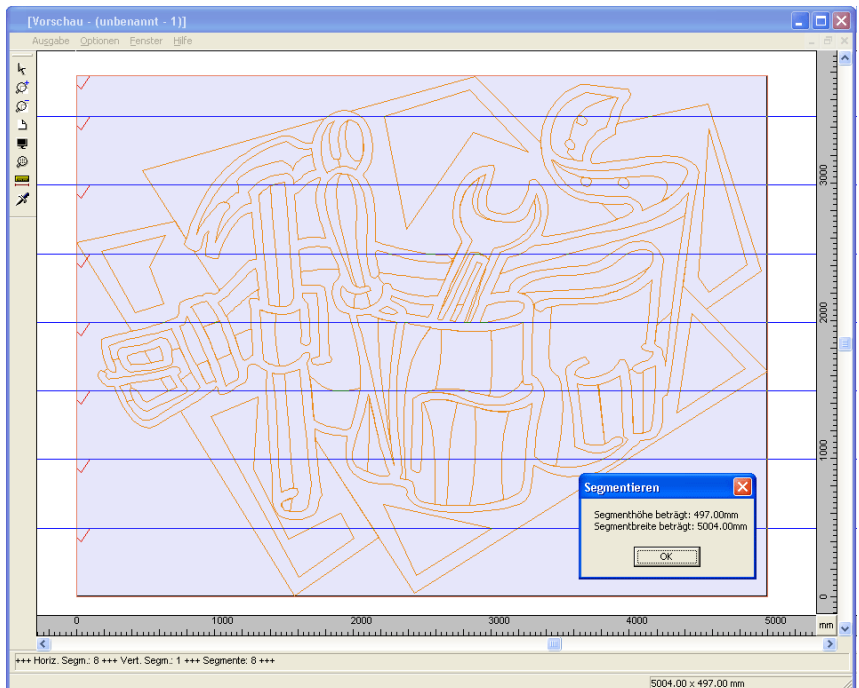 [Vorschau - (unbenannt - 1)]
Ausgabe Optionen Fenster Hilfe
3000
2000
1000
0
Segmentieren
Segmenthöhe beträgt: 497.00mm
Segmentbreite beträgt: 5004.00mm
OK
0 1000 2000 3000 4000 5000 mm
+++ Horiz. Segm.: 8 +++ Vert. Segm.: 1 +++ Segmente: 8 +++
5004.00 x 497.00 mm